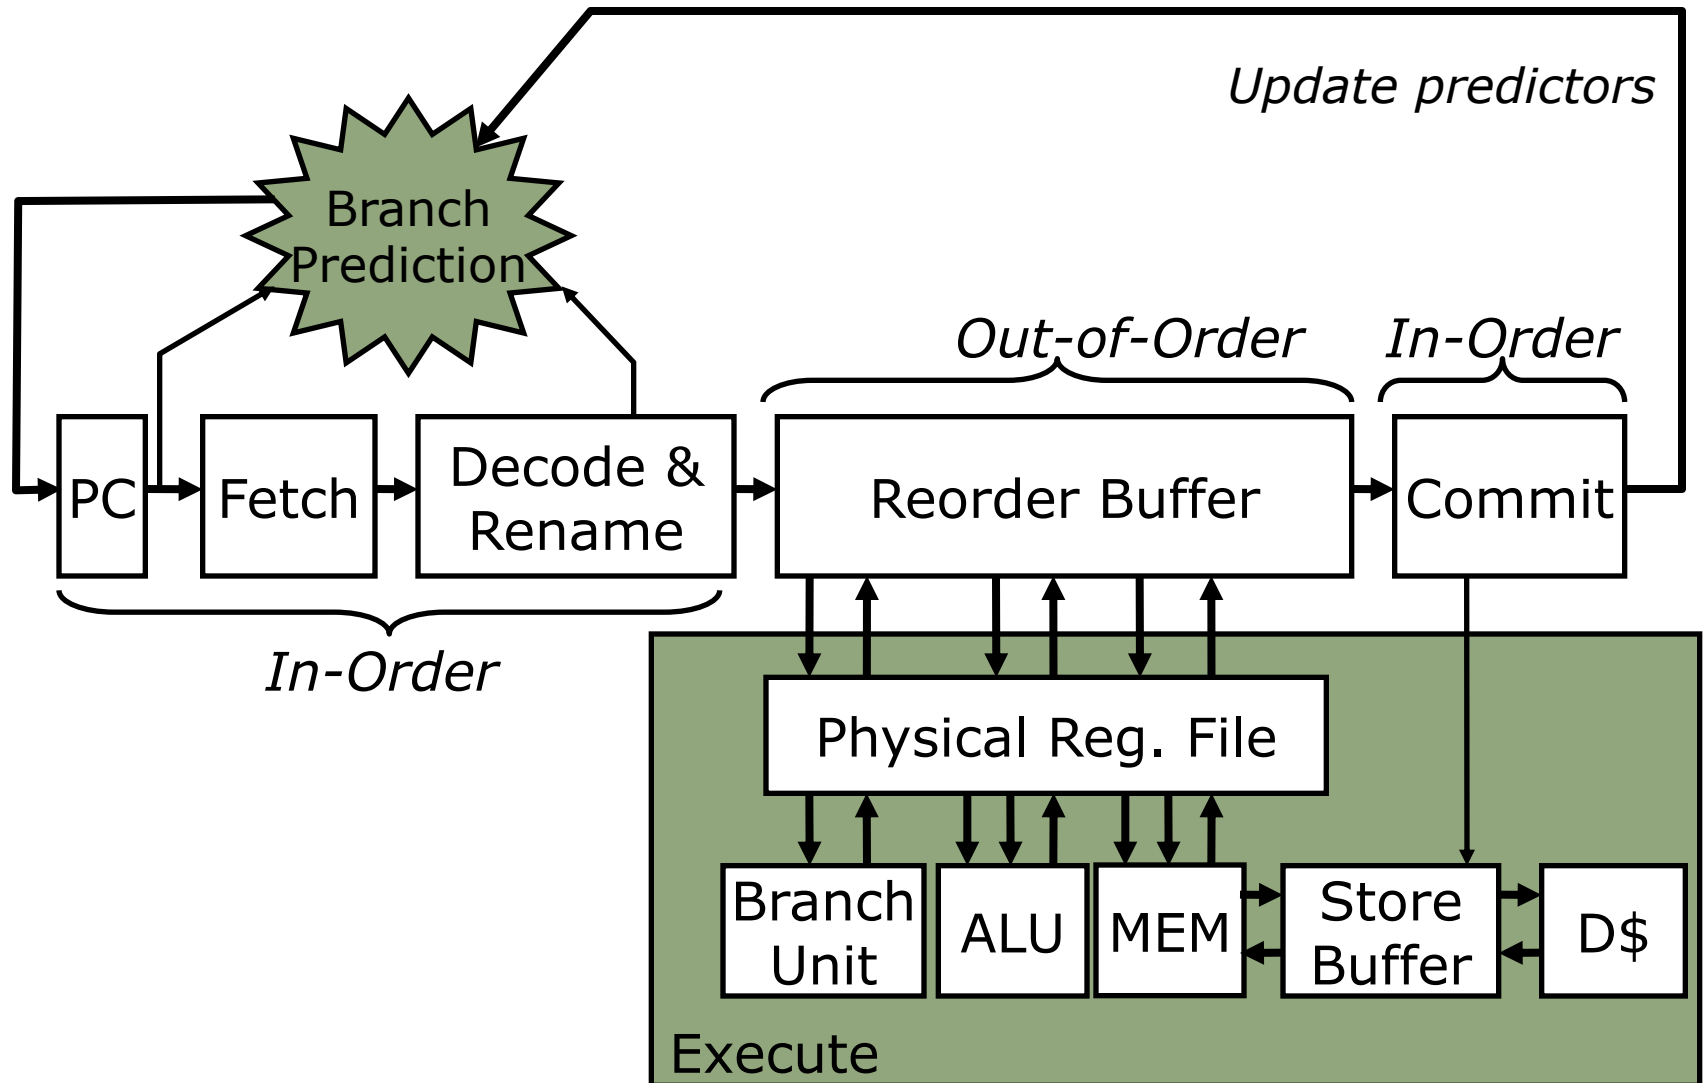 Update predictors
Branch
Prediction
Out-of-Order
In-Order
PC
Fetch
Decode &
Rename
Reorder Buffer
Commit
In-Order
Physical Reg. File
Branch
Unit
ALU
MEM
Store
Buffer
D$
Execute